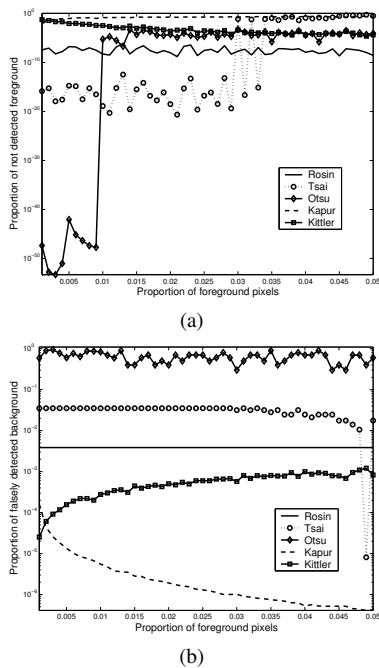 10^0
10^-10
10^-20
10^-30
10^-40
10^-50
Proportion of not detected foreground
Rosin
Tsai
Otsu
Kapur
Kittler
0.005 0.01 0.015 0.02 0.025 0.03 0.035 0.04 0.045 0.05
Proportion of foreground pixels
(a)
10^0
10^-1
10^-2
10^-3
10^-4
10^-5
10^-6
Proportion of falsely detected background
Rosin
Tsai
Otsu
Kapur
Kittler
0.005 0.01 0.015 0.02 0.025 0.03 0.035 0.04 0.045 0.05
Proportion of foreground pixels
(b)